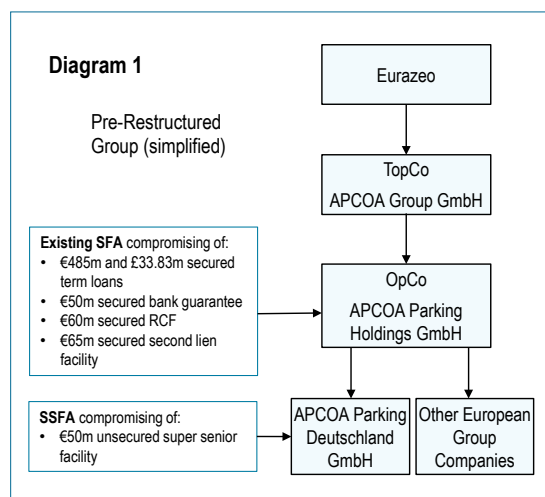 Diagram 1
Pre-Restructured
Group (simplified)
Eurazeo
TopCo
APCOA Group GmbH
Existing SFA compromising of:
• €485m and £33.83m secured
term loans
• €50m secured bank guarantee
• €60m secured RCF
• €65m secured second lien
facility
OpCo
APCOA Parking
Holdings GmbH
SSFA compromising of:
• €50m unsecured super senior
facility
APCOA Parking
Deutschland
GmbH
Other European
Group
Companies